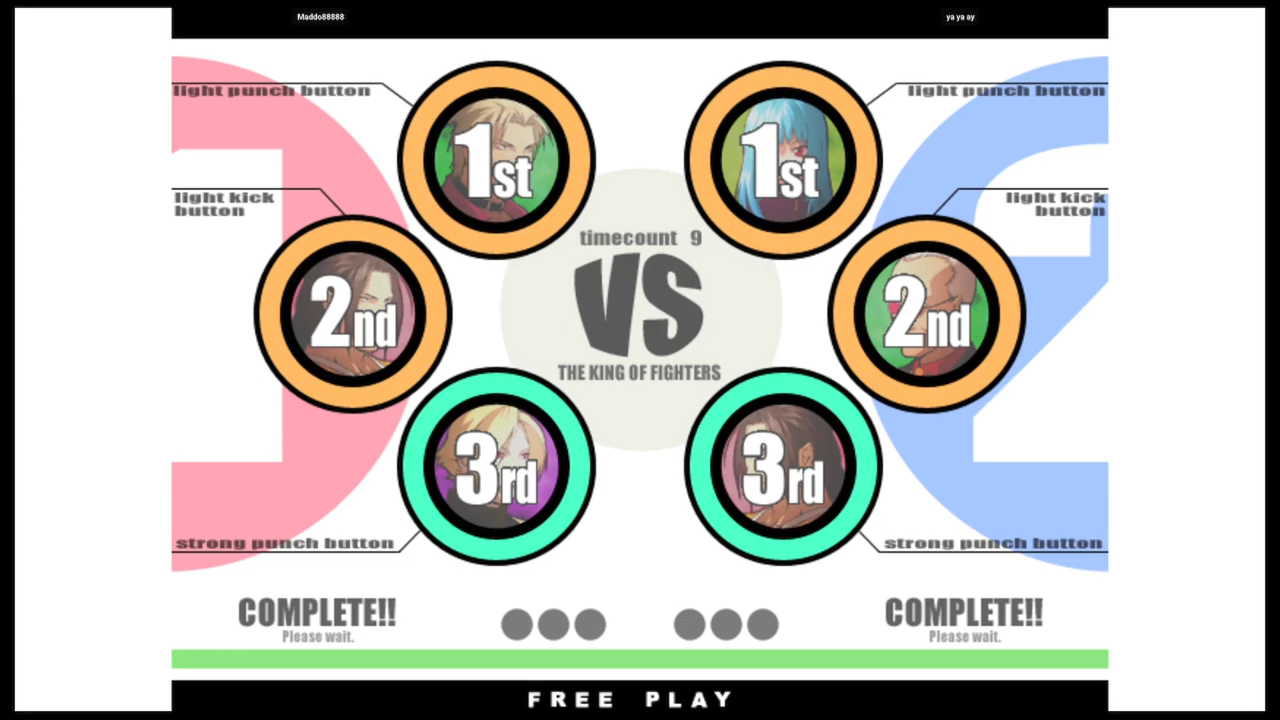 Maddo88888
ya ya ay
light punch button
light punch button
1st
1st
light kick
button
light kick
button
timecount 9
VS
THE KING OF FIGHTERS
2nd
2nd
3rd
3rd
strong punch button
strong punch button
COMPLETE!!
Please wait.
COMPLETE!!
Please wait.
FREE PLAY